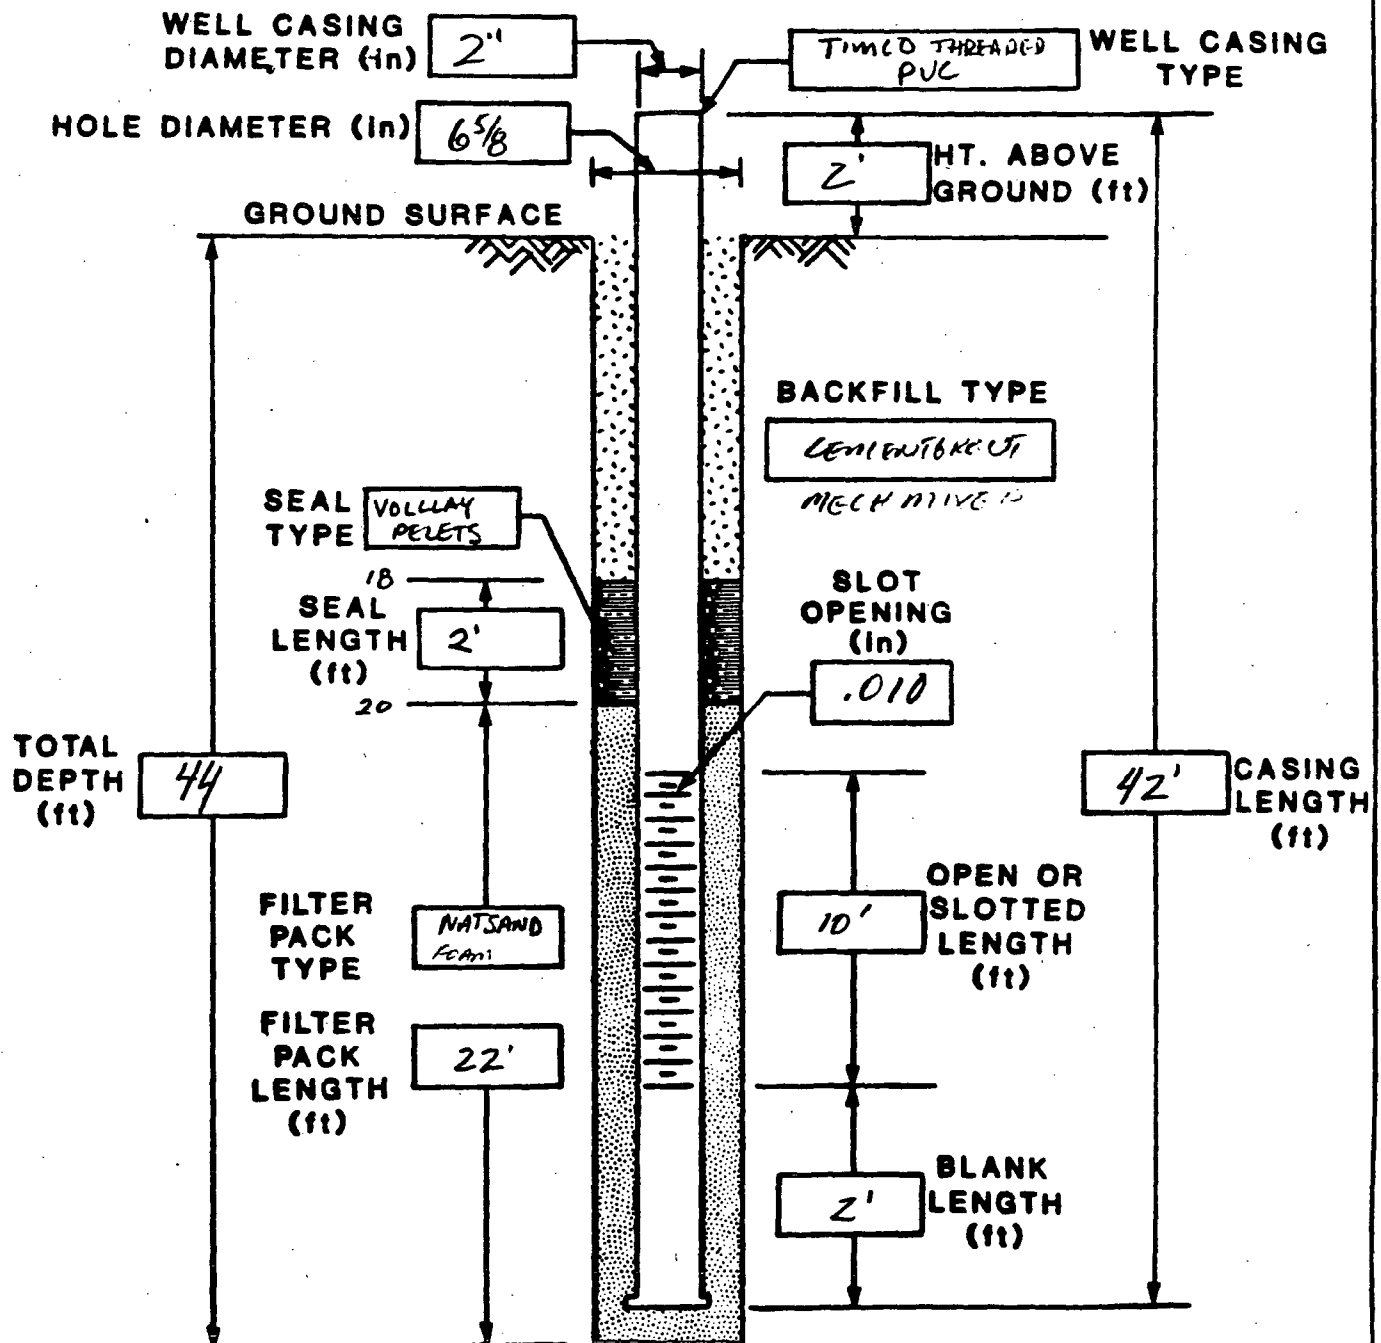 WELL CASING
DIAMETER (in)
2"
TIMCO THREADED
PVC
WELL CASING
TYPE
HOLE DIAMETER (in)
6 5/8
2'
HT. ABOVE
GROUND (ft)
GROUND SURFACE
BACKFILL TYPE
SEAL
TYPE
VOLCLAY
PELETS
18
SEAL
LENGTH
(ft)
2'
20
SLOT
OPENING
(in)
.010
TOTAL
DEPTH
(ft)
44
42'
CASING
LENGTH
(ft)
FILTER
PACK
TYPE
NATSAND
10'
OPEN OR
SLOTTED
LENGTH
(ft)
FILTER
PACK
LENGTH
(ft)
22'
2'
BLANK
LENGTH
(ft)